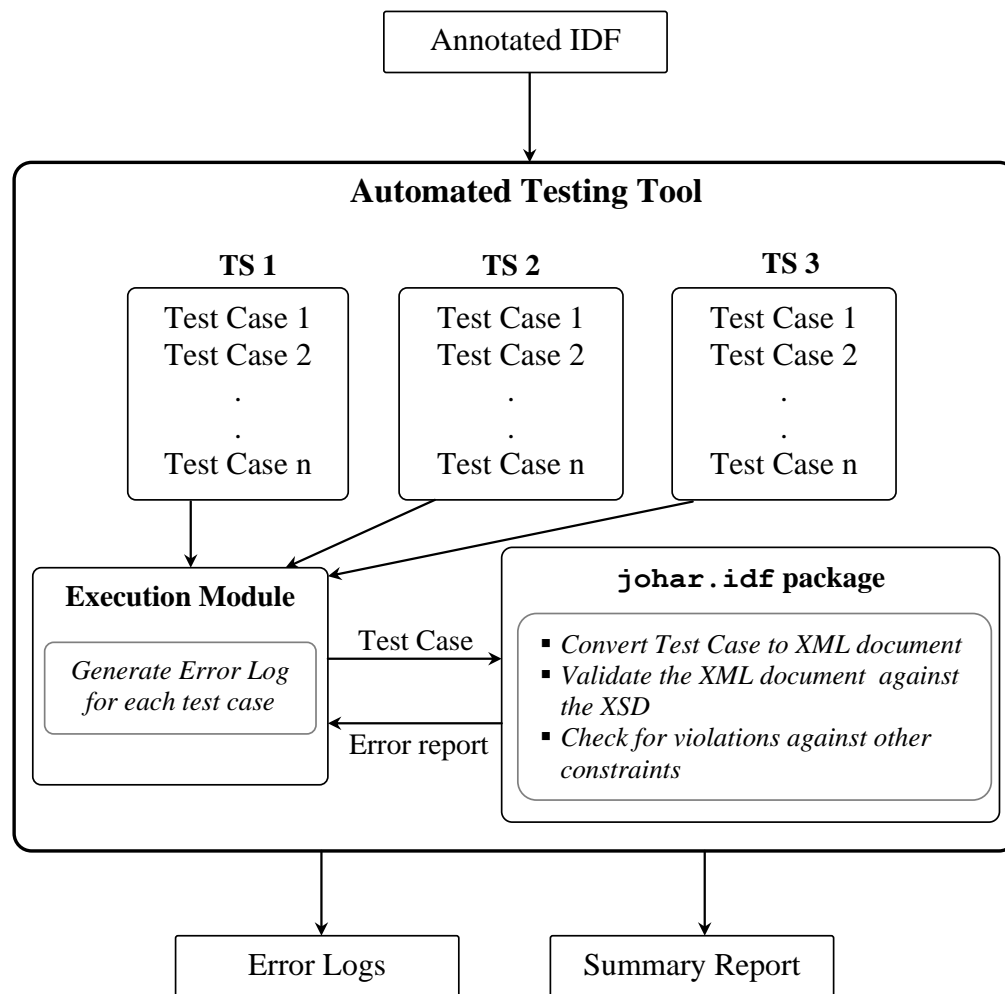 Annotated IDF
Automated Testing Tool
TS 1
Test Case 1
Test Case 2
.
.
Test Case n
TS 2
Test Case 1
Test Case 2
.
.
Test Case n
TS 3
Test Case 1
Test Case 2
.
.
Test Case n
Execution Module
Generate Error Log
for each test case
Test Case
Error report
johar.idf package
▪ Convert Test Case to XML document
▪ Validate the XML document against
the XSD
▪ Check for violations against other
constraints
Error Logs
Summary Report